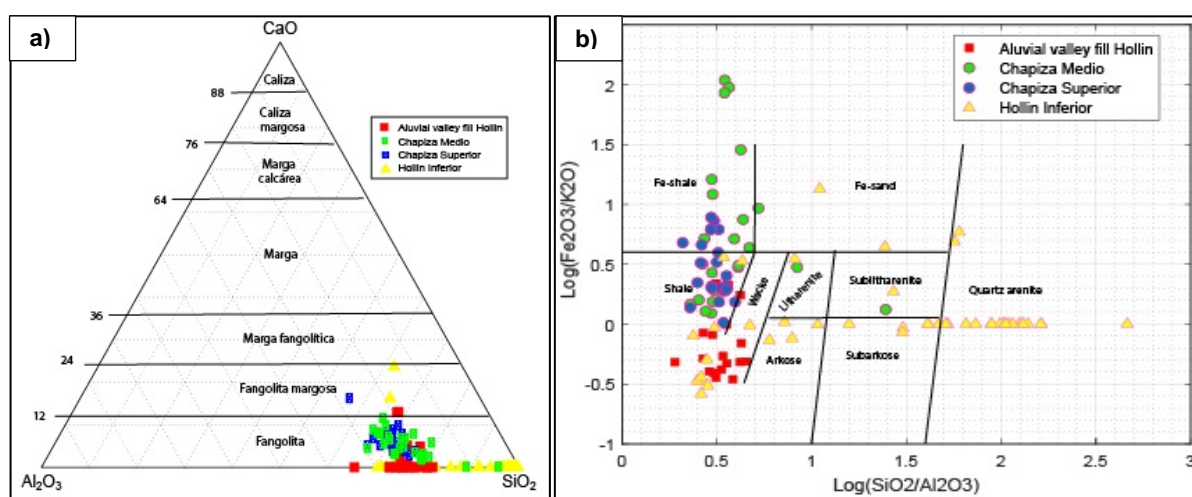 a)
CaO
Caliza
88
Caliza
margosa
76
Marga
calcárea
64
Marga
36
Marga fangolítica
24
Fangolita margosa
12
Fangolita
Al₂O₃
SiO₂
Aluvial valley fill Hollin
Chapiza Medio
Chapiza Superior
Hollin Inferior
b)
Aluvial valley fill Hollin
Chapiza Medio
Chapiza Superior
Hollin Inferior
Log(Fe2O3/K2O)
2
1.5
1
0.5
0
-0.5
-1
Fe-shale
Fe-sand
Shale
Wacke
Litharenite
Sublitharenite
Quartz arenite
Arkose
Subarkose
0
0.5
1
1.5
2
2.5
3
Log(SiO2/Al2O3)